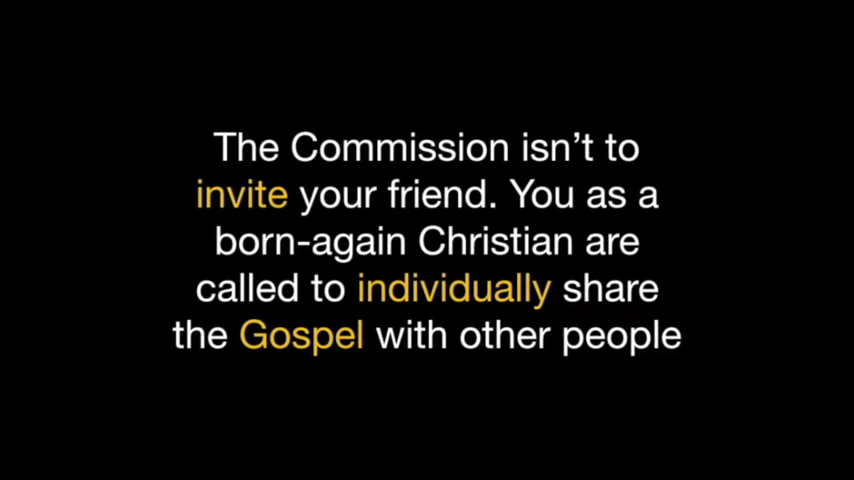 The Commission isn’t to
invite your friend. You as a
born-again Christian are
called to individually share
the Gospel with other people